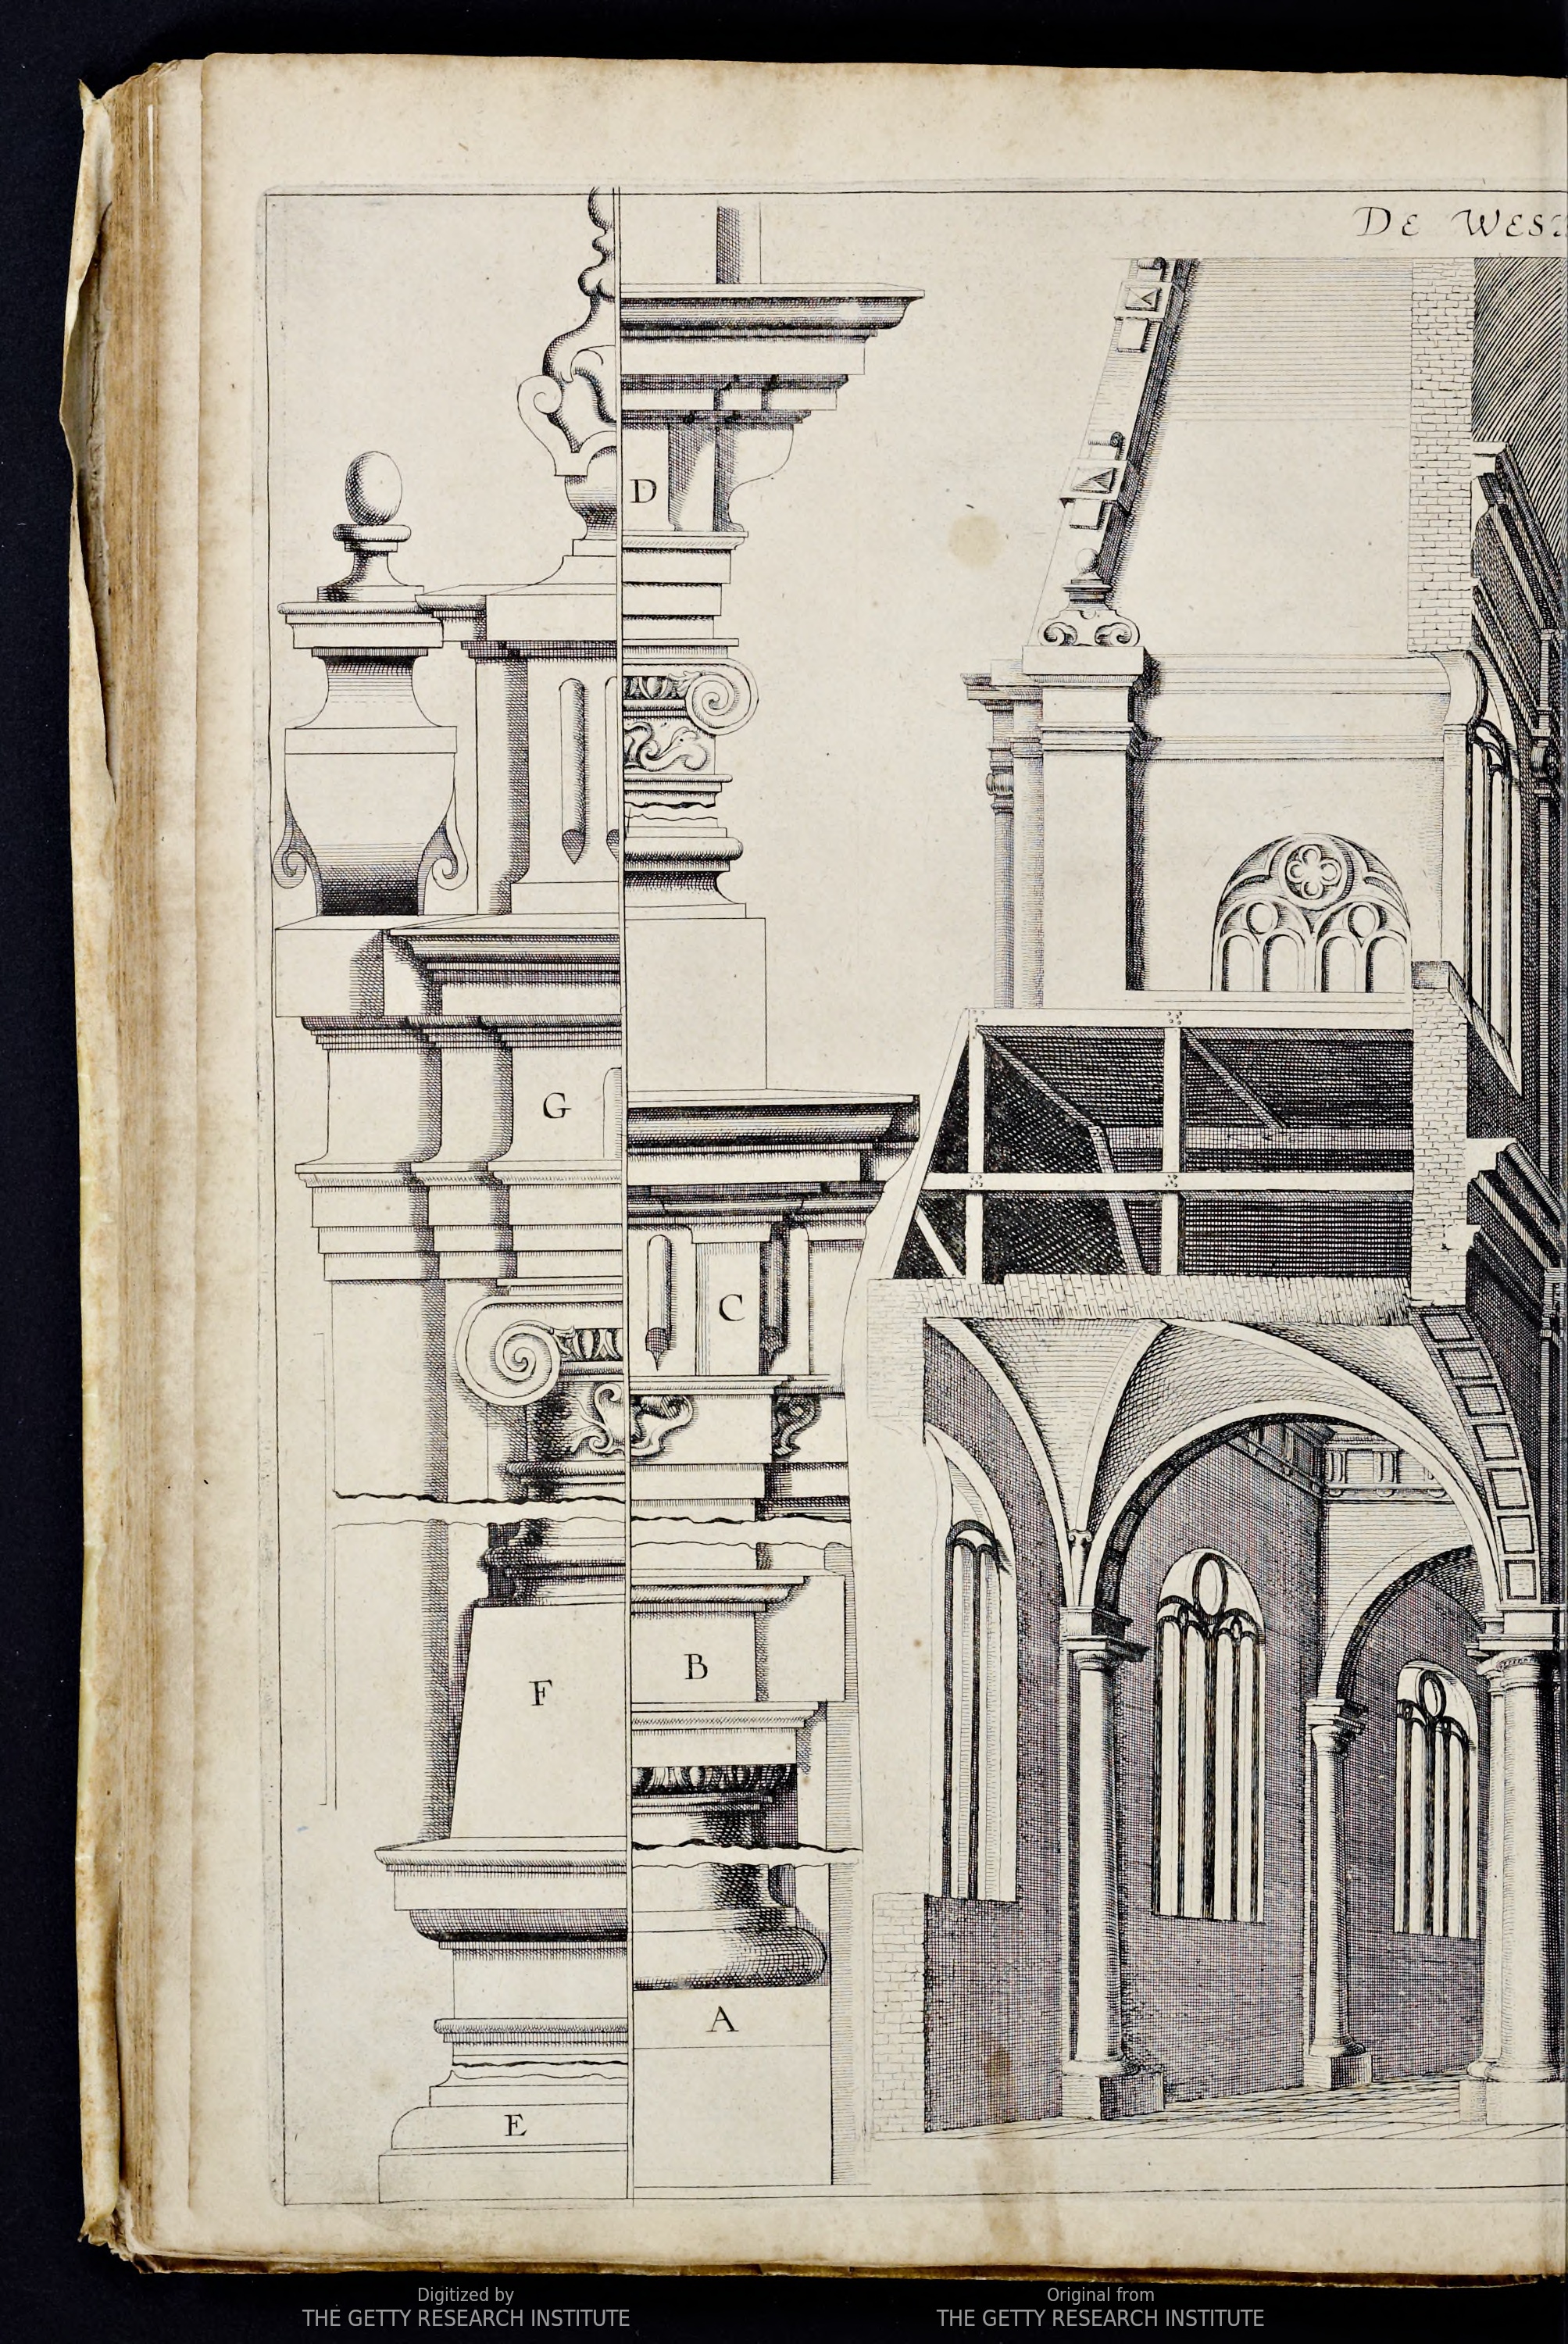 DE WEST
D
G
C
B
F
A
E
Digitized by
THE GETTY RESEARCH INSTITUTE
Original from
THE GETTY RESEARCH INSTITUTE